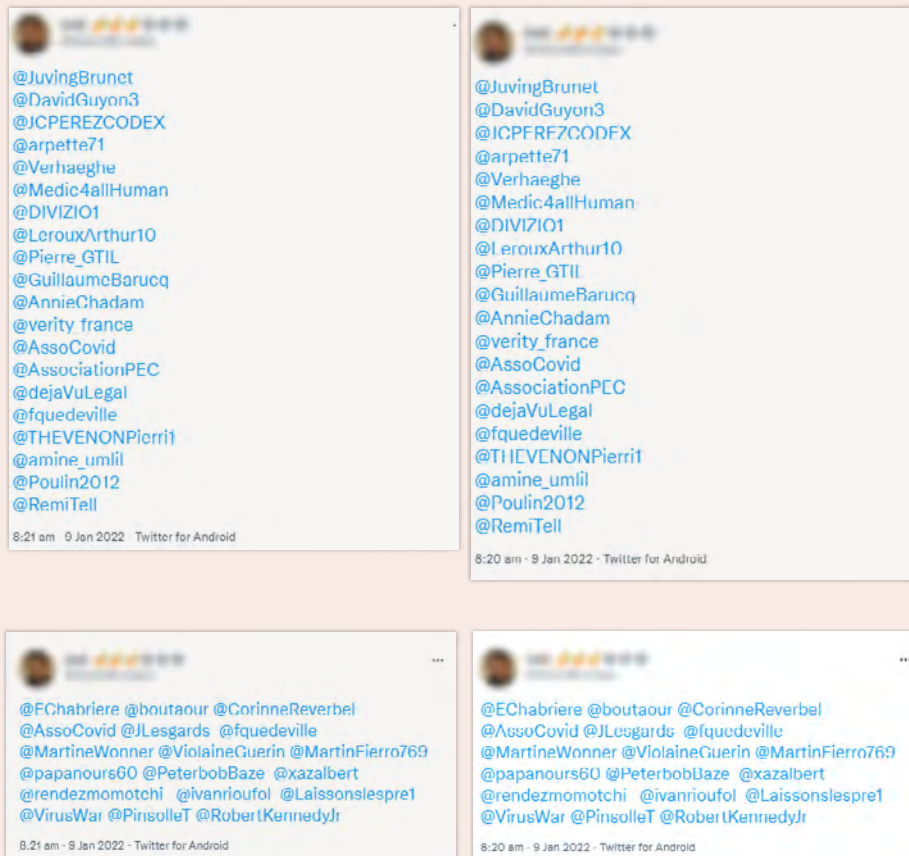 @JuvingBrunet
@DavidGuyon3
@JCPEREZCODEX
@arpette71
@Verhaeghe
@Medic4allHuman
@DIVIZIO1
@LerouxArthur10
@Pierre_GTIL
@GuillaumeBarucq
@AnnieChadam
@verity_france
@AssoCovid
@AssociationPEC
@dejaVuLegal
@fquedeville
@THEVENONPierri1
@amine_umlil
@Poulin2012
@RemiTell
8:21 am · 9 Jan 2022 · Twitter for Android
@JuvingBrunet
@DavidGuyon3
@JCPEREZCODEX
@arpette71
@Verhaeghe
@Medic4allHuman
@DIVIZIO1
@LerouxArthur10
@Pierre_GTIL
@GuillaumeBarucq
@AnnieChadam
@verity_france
@AssoCovid
@AssociationPEC
@dejaVuLegal
@fquedeville
@THEVENONPierri1
@amine_umlil
@Poulin2012
@RemiTell
8:20 am · 9 Jan 2022 · Twitter for Android
@EChabriere @boutaour @CorinneReverbel
@AssoCovid @JLesgards @fquedeville
@MartineWonner @ViolaineGuerin @MartinFierro769
@papanours60 @PeterbobBaze @xazalbert
@rendezmomotchi @ivanrioufol @Laissonslespre1
@VirusWar @PinsolleT @RobertKennedyJr
8:21 am · 9 Jan 2022 · Twitter for Android
@EChabriere @boutaour @CorinneReverbel
@AssoCovid @JLesgards @fquedeville
@MartineWonner @ViolaineGuerin @MartinFierro769
@papanours60 @PeterbobBaze @xazalbert
@rendezmomotchi @ivanrioufol @Laissonslespre1
@VirusWar @PinsolleT @RobertKennedyJr
8:20 am · 9 Jan 2022 · Twitter for Android